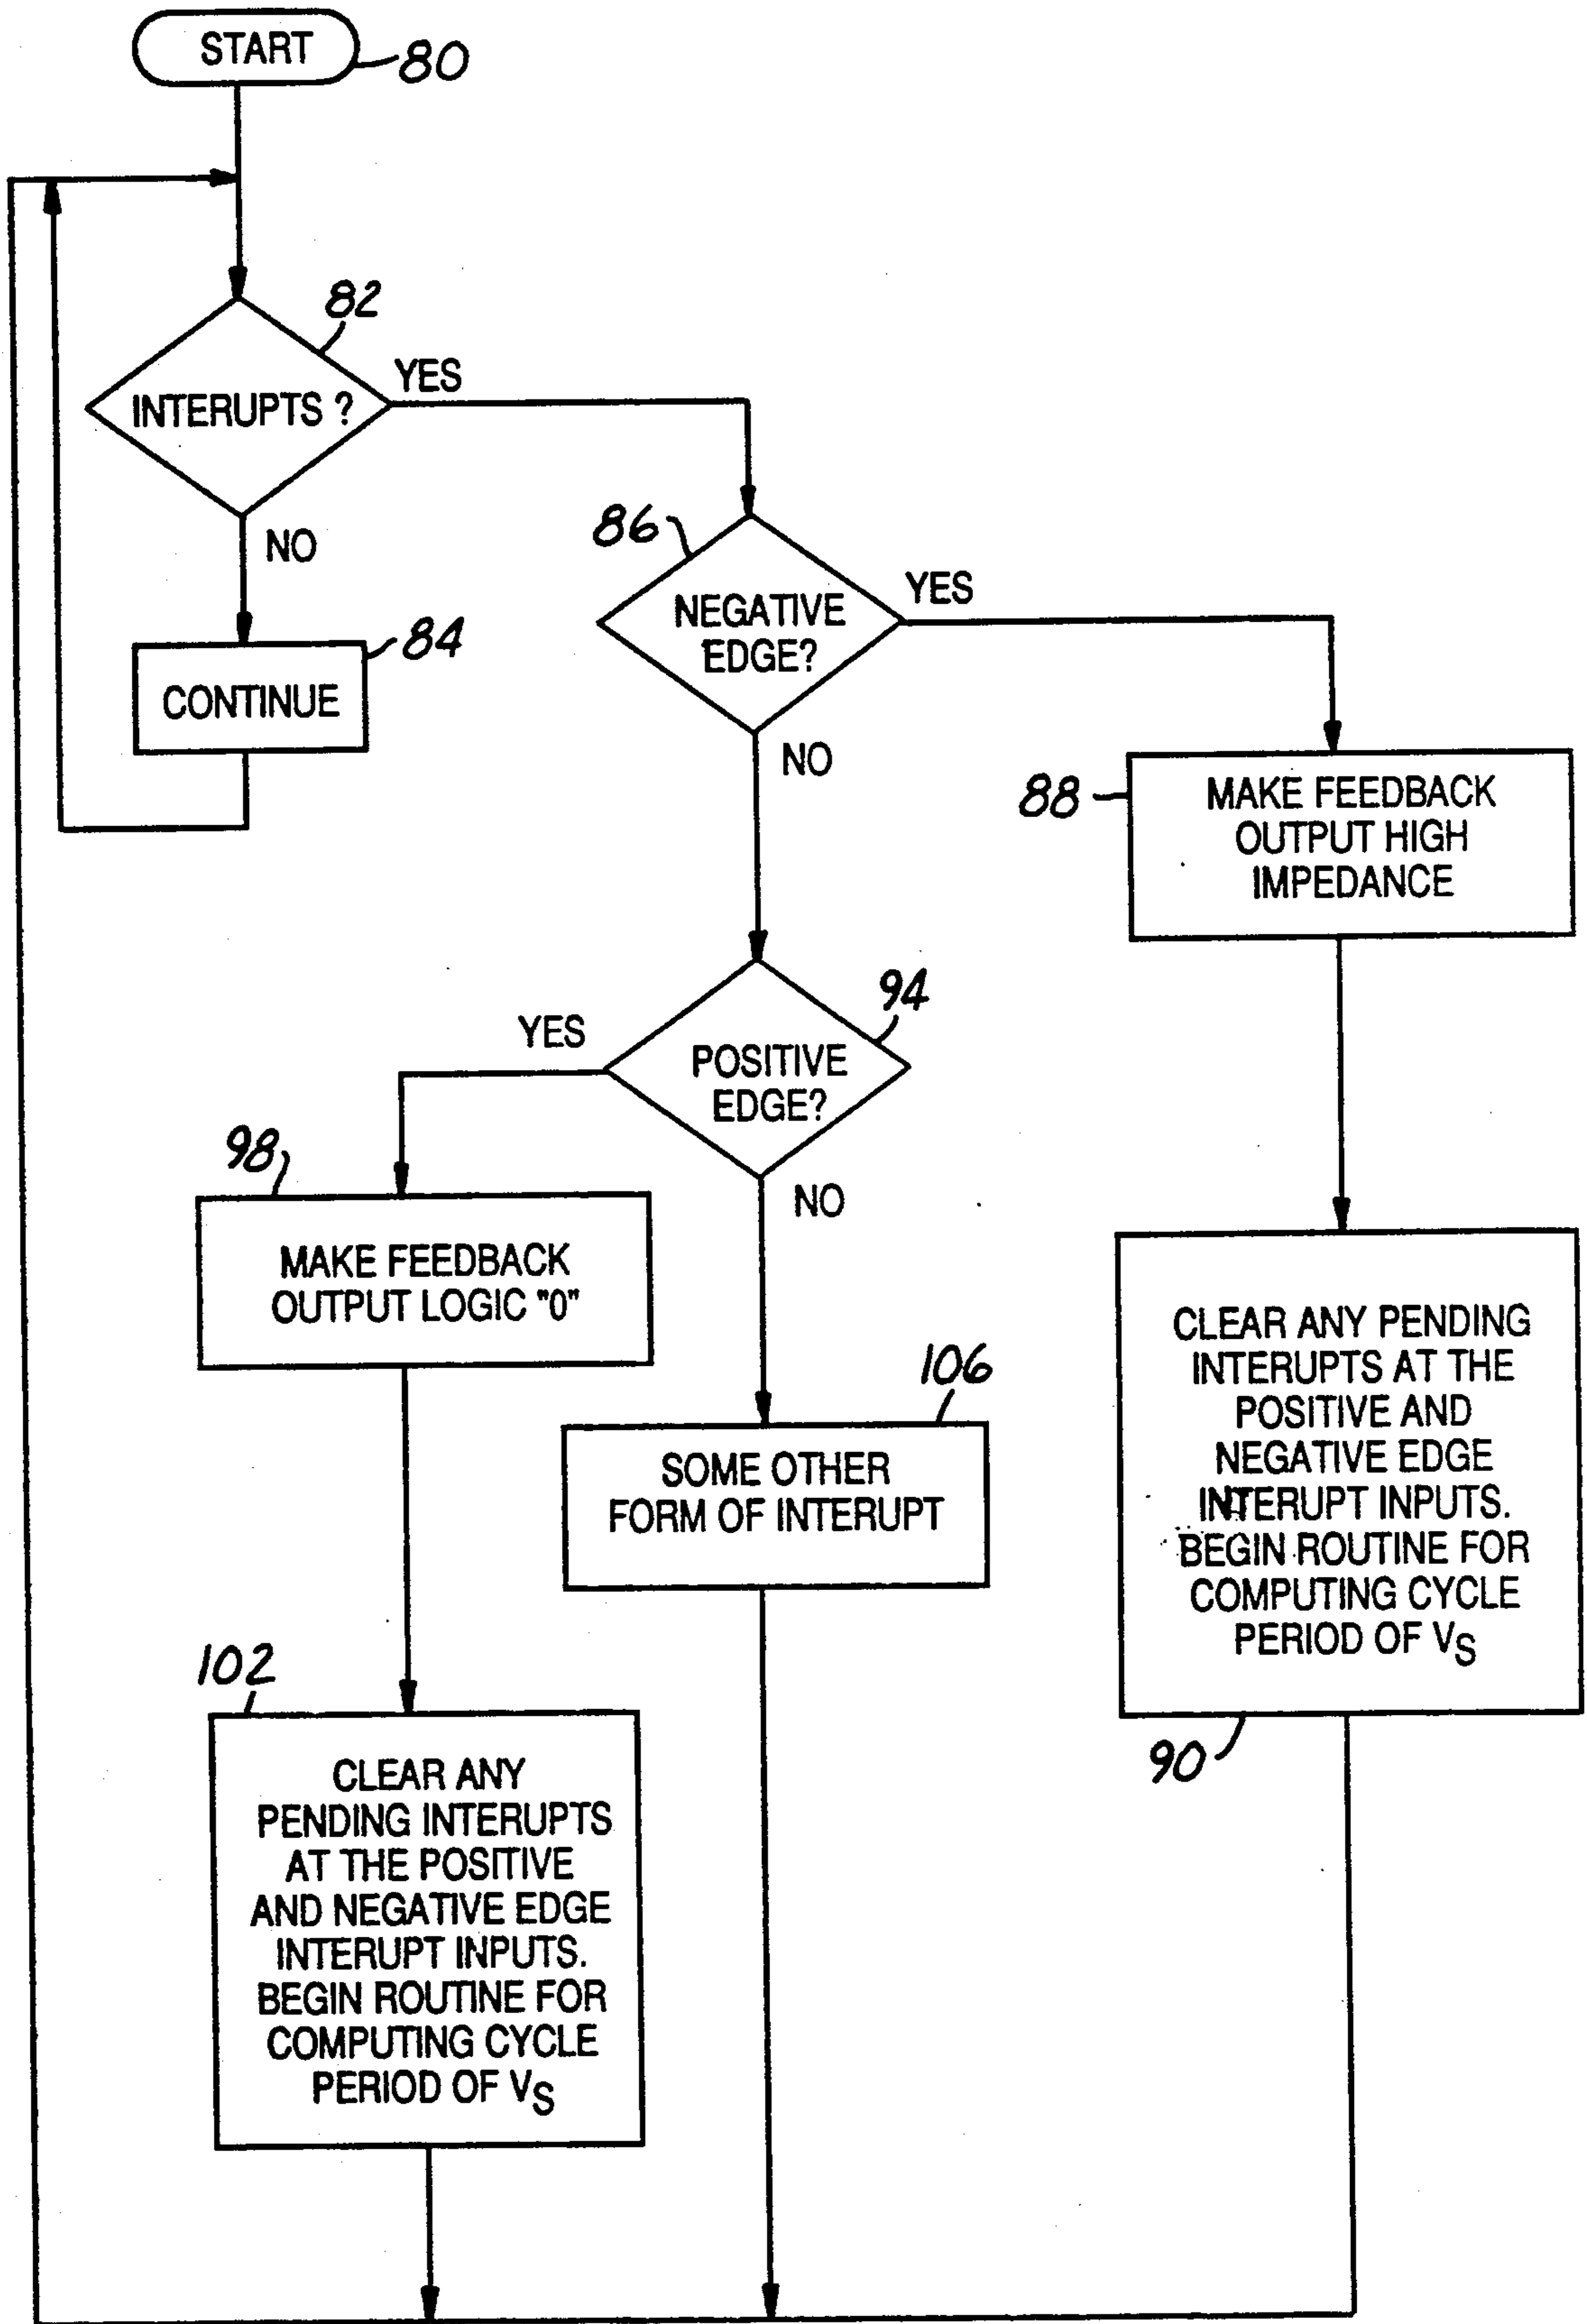 START
80
82
INTERUPTS ?
YES
NO
84
CONTINUE
86
NEGATIVE
EDGE?
YES
NO
88
MAKE FEEDBACK
OUTPUT HIGH
IMPEDANCE
94
YES
POSITIVE
EDGE?
NO
98
MAKE FEEDBACK
OUTPUT LOGIC "0"
106
SOME OTHER
FORM OF INTERUPT
CLEAR ANY PENDING
INTERUPTS AT THE
POSITIVE AND
NEGATIVE EDGE
INTERUPT INPUTS.
BEGIN ROUTINE FOR
COMPUTING CYCLE
PERIOD OF VS
90
102
CLEAR ANY
PENDING INTERUPTS
AT THE POSITIVE
AND NEGATIVE EDGE
INTERUPT INPUTS.
BEGIN ROUTINE FOR
COMPUTING CYCLE
PERIOD OF VS